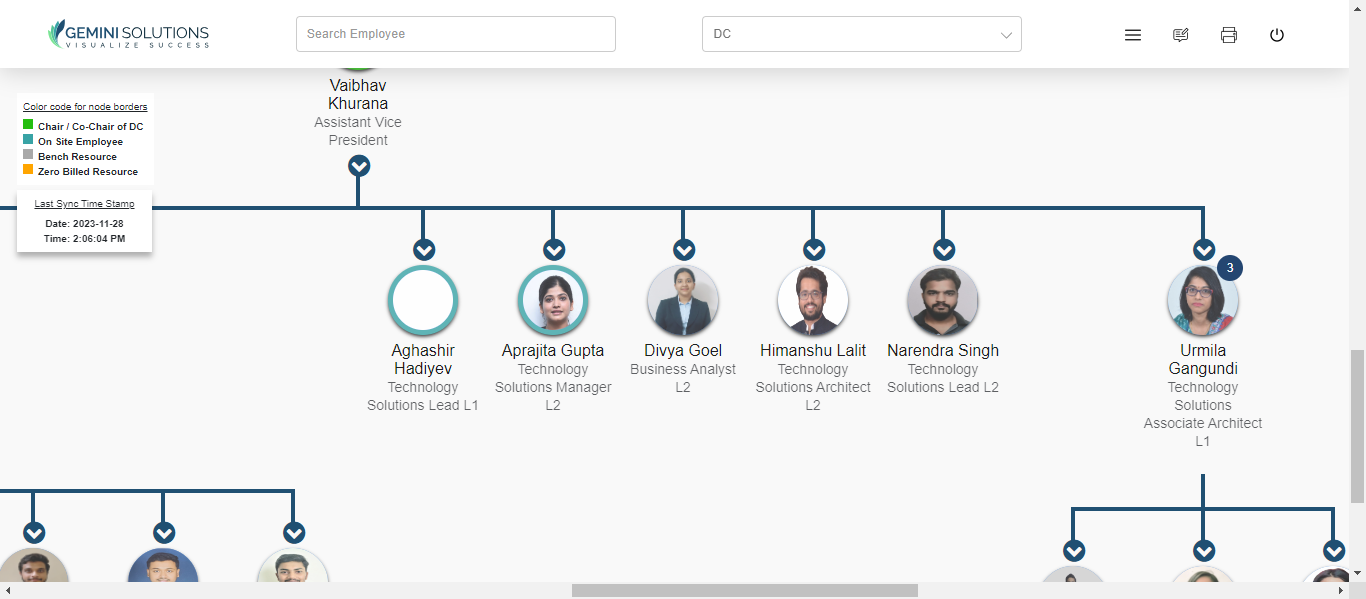 GEMINI SOLUTIONS
VISUALIZE SUCCESS
Search Employee
DC
Vaibhav
Khurana
Assistant Vice
President
Color code for node borders
Chair / Co-Chair of DC
On Site Employee
Bench Resource
Zero Billed Resource
Last Sync Time Stamp
Date: 2023-11-28
Time: 2:06:04 PM
Aghashir
Hadiyev
Technology
Solutions Lead L1
Aprajita Gupta
Technology
Solutions Manager
L2
Divya Goel
Business Analyst
L2
Himanshu Lalit
Technology
Solutions Architect
L2
Narendra Singh
Technology
Solutions Lead L2
3
Urmila
Gangundi
Technology
Solutions
Associate Architect
L1